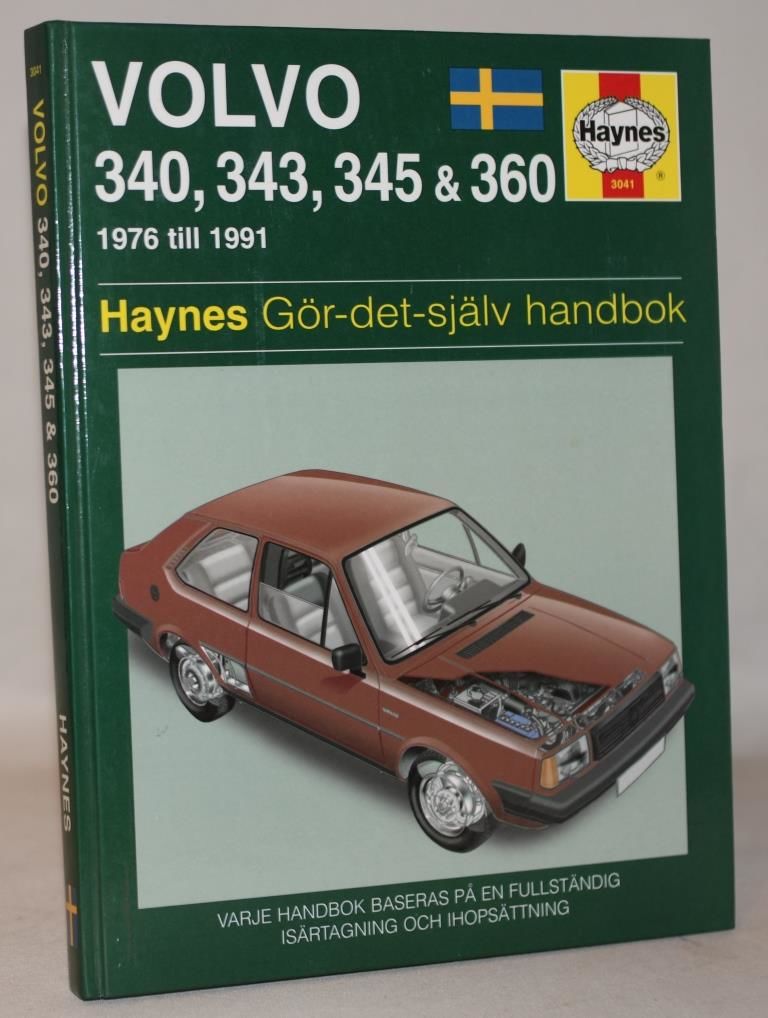 VOLVO
340, 343, 345 & 360
1976 till 1991
Haynes
3041
®
Haynes Gör-det-själv handbok
VARJE HANDBOK BASERAS PÅ EN FULLSTÄNDIG
ISÄRTAGNING OCH IHOPSÄTTNING
3041
VOLVO 340, 343, 345 & 360
HAYNES